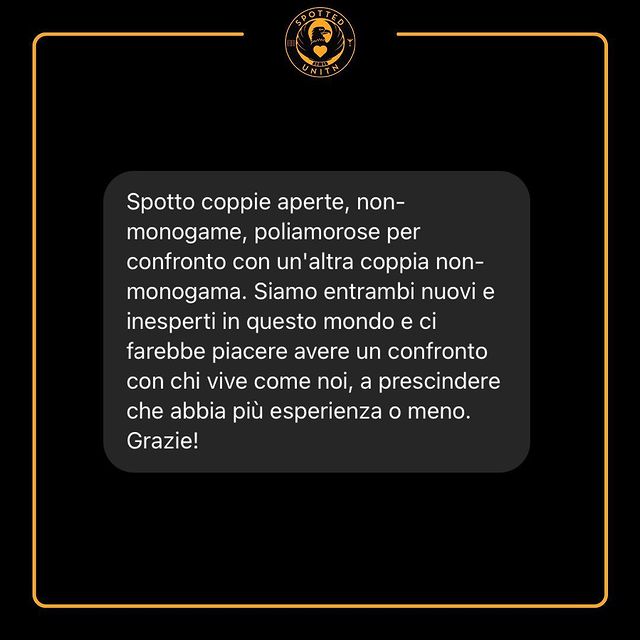 SPOTTED
UNITN
Spotto coppie aperte, non-
monogame, poliamorose per
confronto con un'altra coppia non-
monogama. Siamo entrambi nuovi e
inesperti in questo mondo e ci
farebbe piacere avere un confronto
con chi vive come noi, a prescindere
che abbia più esperienza o meno.
Grazie!